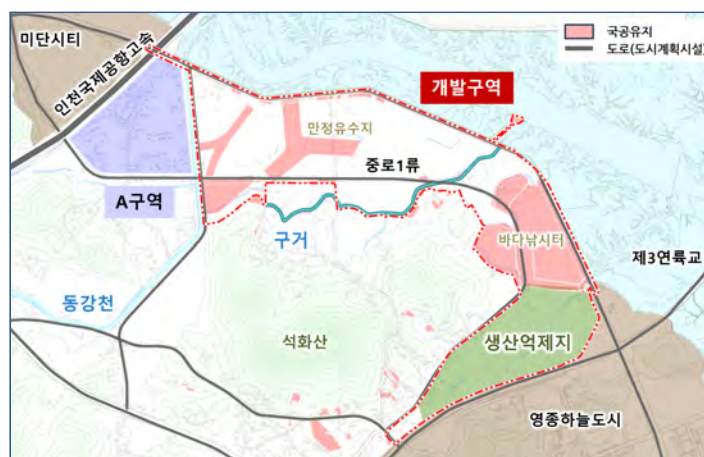 미단시티
인천국제공항고속
국공유지
도로(도시계획시설)
개발구역
만정유수지
중로1류
A구역
구거
바다낚시터
제3연륙교
동강천
석화산
생산억제지
영종하늘도시